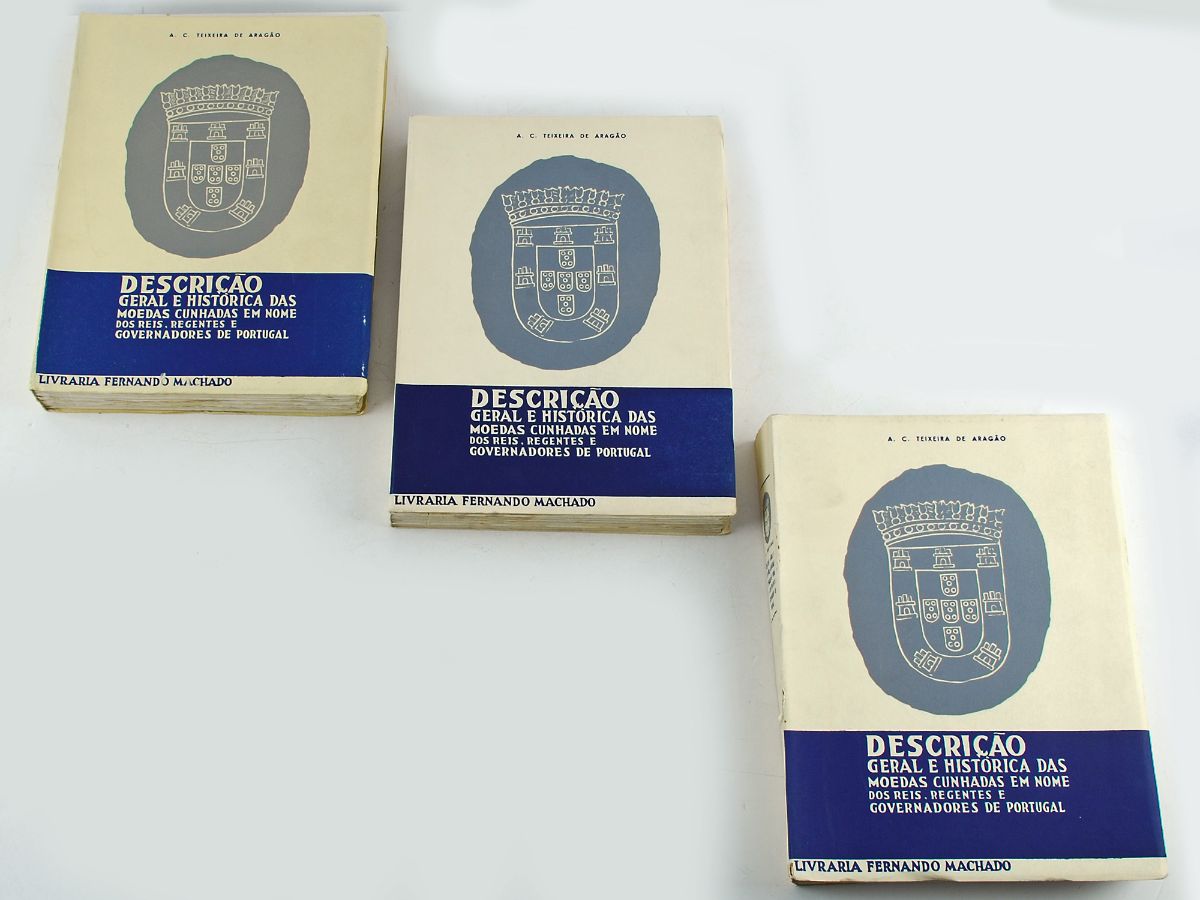 A. C. TEIXEIRA DE ARAGÃO
DESCRIÇÃO
GERAL E HISTÓRICA DAS
MOEDAS CUNHADAS EM NOME
DOS REIS, REGENTES E
GOVERNADORES DE PORTUGAL
LIVRARIA FERNANDO MACHADO
A. C. TEIXEIRA DE ARAGÃO
DESCRIÇÃO
GERAL E HISTÓRICA DAS
MOEDAS CUNHADAS EM NOME
DOS REIS, REGENTES E
GOVERNADORES DE PORTUGAL
LIVRARIA FERNANDO MACHADO
A. C. TEIXEIRA DE ARAGÃO
DESCRIÇÃO
GERAL E HISTÓRICA DAS
MOEDAS CUNHADAS EM NOME
DOS REIS, REGENTES E
GOVERNADORES DE PORTUGAL
LIVRARIA FERNANDO MACHADO